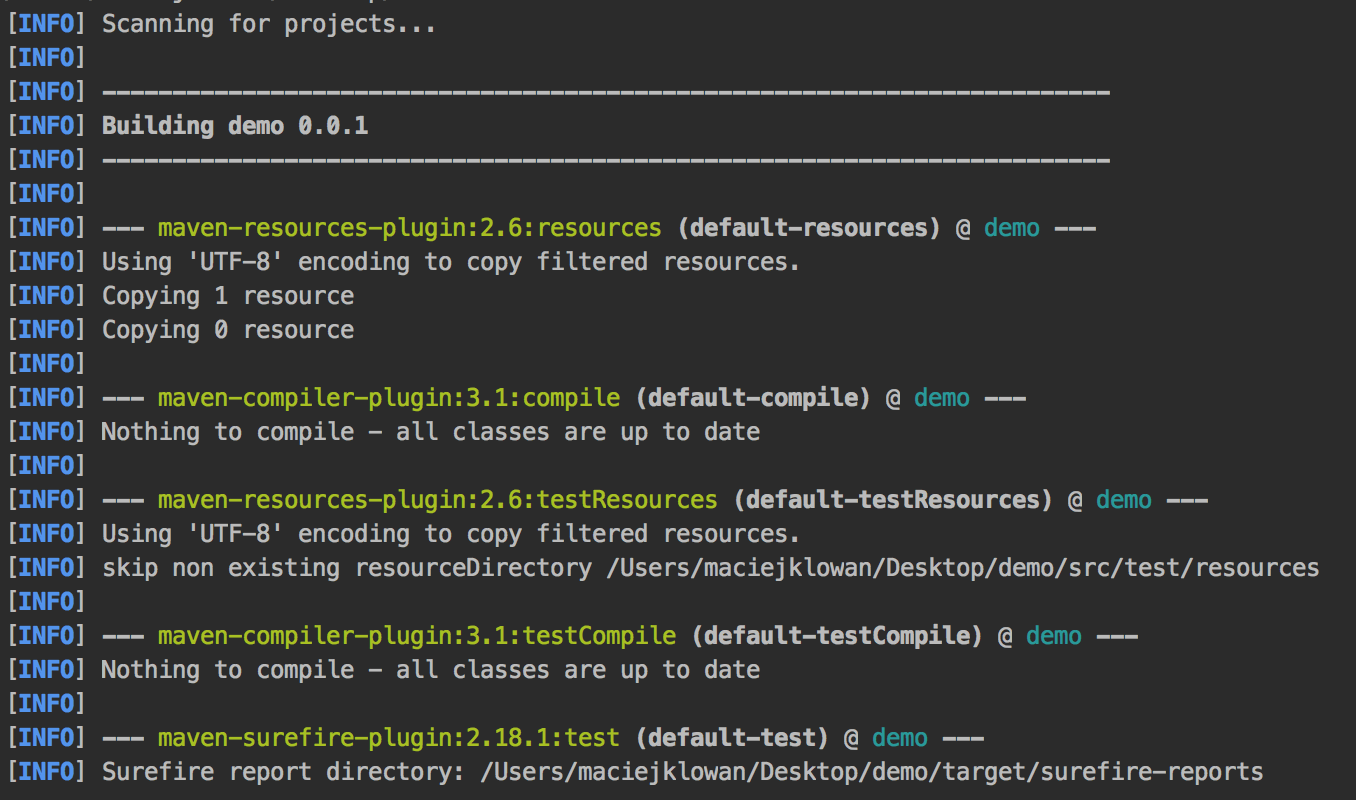 [INFO] Scanning for projects...
[INFO]
[INFO] ------------------------------------------------------------------------
[INFO] Building demo 0.0.1
[INFO] ------------------------------------------------------------------------
[INFO]
[INFO] --- maven-resources-plugin:2.6:resources (default-resources) @ demo ---
[INFO] Using 'UTF-8' encoding to copy filtered resources.
[INFO] Copying 1 resource
[INFO] Copying 0 resource
[INFO]
[INFO] --- maven-compiler-plugin:3.1:compile (default-compile) @ demo ---
[INFO] Nothing to compile - all classes are up to date
[INFO]
[INFO] --- maven-resources-plugin:2.6:testResources (default-testResources) @ demo ---
[INFO] Using 'UTF-8' encoding to copy filtered resources.
[INFO] skip non existing resourceDirectory /Users/maciejklowan/Desktop/demo/src/test/resources
[INFO]
[INFO] --- maven-compiler-plugin:3.1:testCompile (default-testCompile) @ demo ---
[INFO] Nothing to compile - all classes are up to date
[INFO]
[INFO] --- maven-surefire-plugin:2.18.1:test (default-test) @ demo ---
[INFO] Surefire report directory: /Users/maciejklowan/Desktop/demo/target/surefire-reports